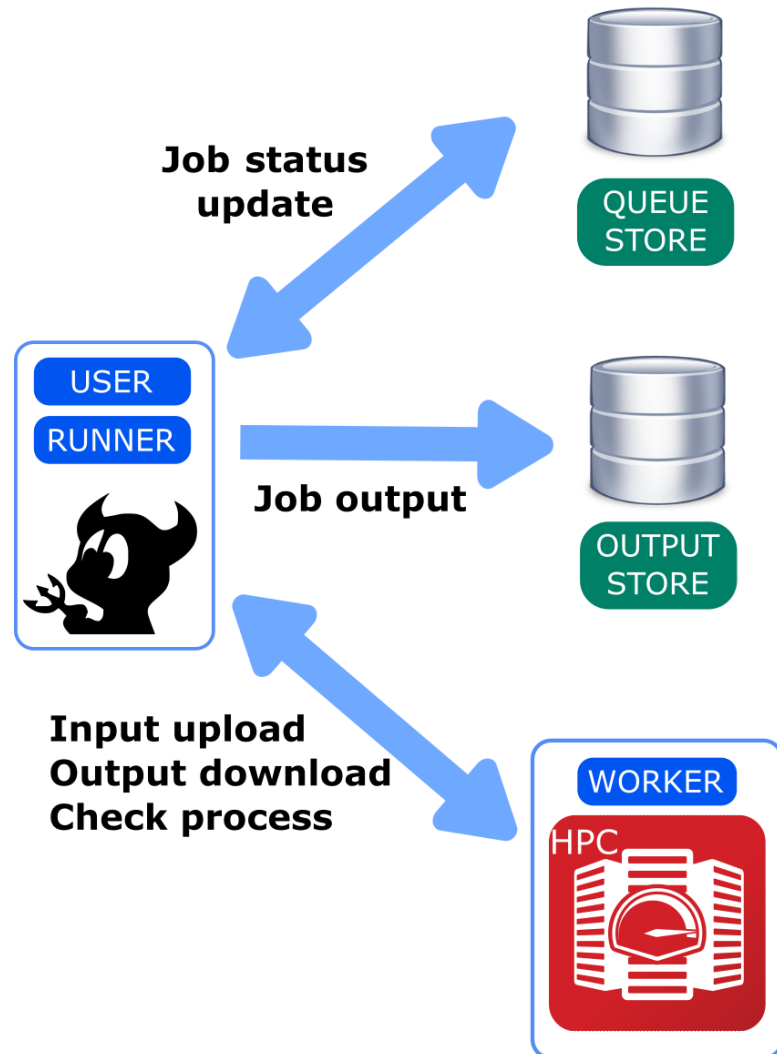 Job status
update
QUEUE
STORE
USER
RUNNER
Job output
OUTPUT
STORE
Input upload
Output download
Check process
WORKER
HPC